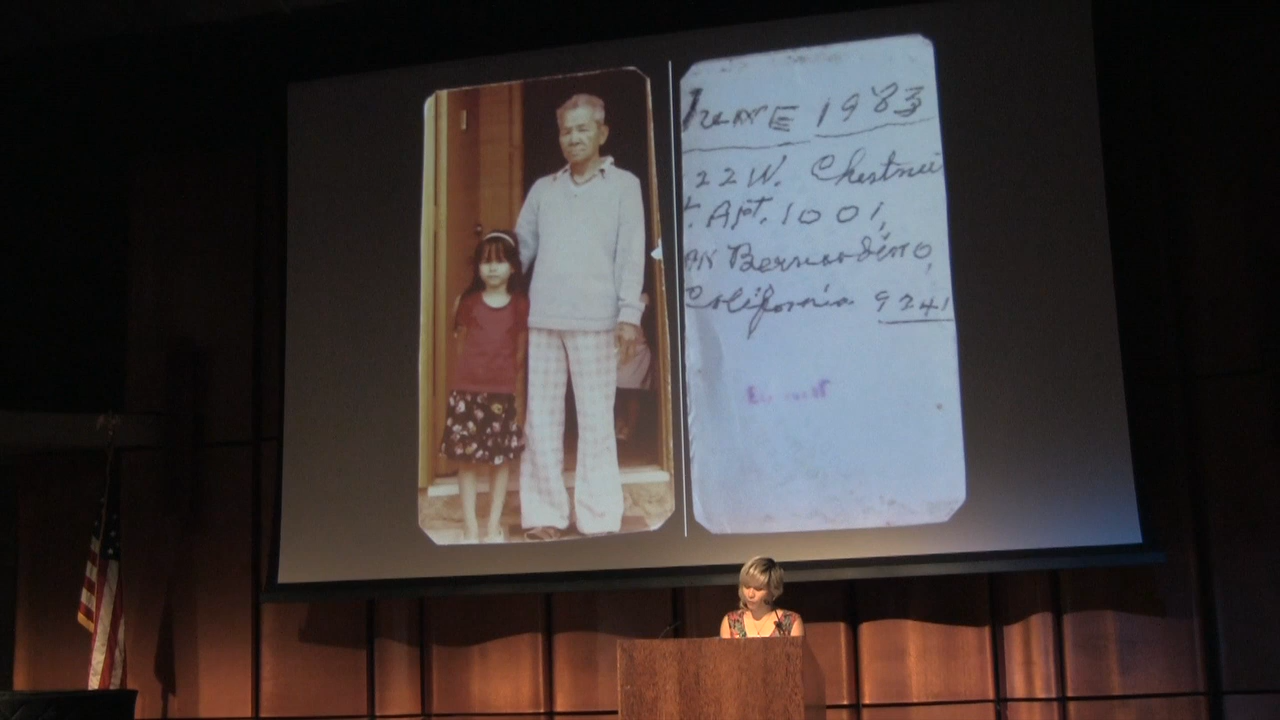 1983
22 W. Chestnu
Apt. 1001,
Bernardino,
California 9241